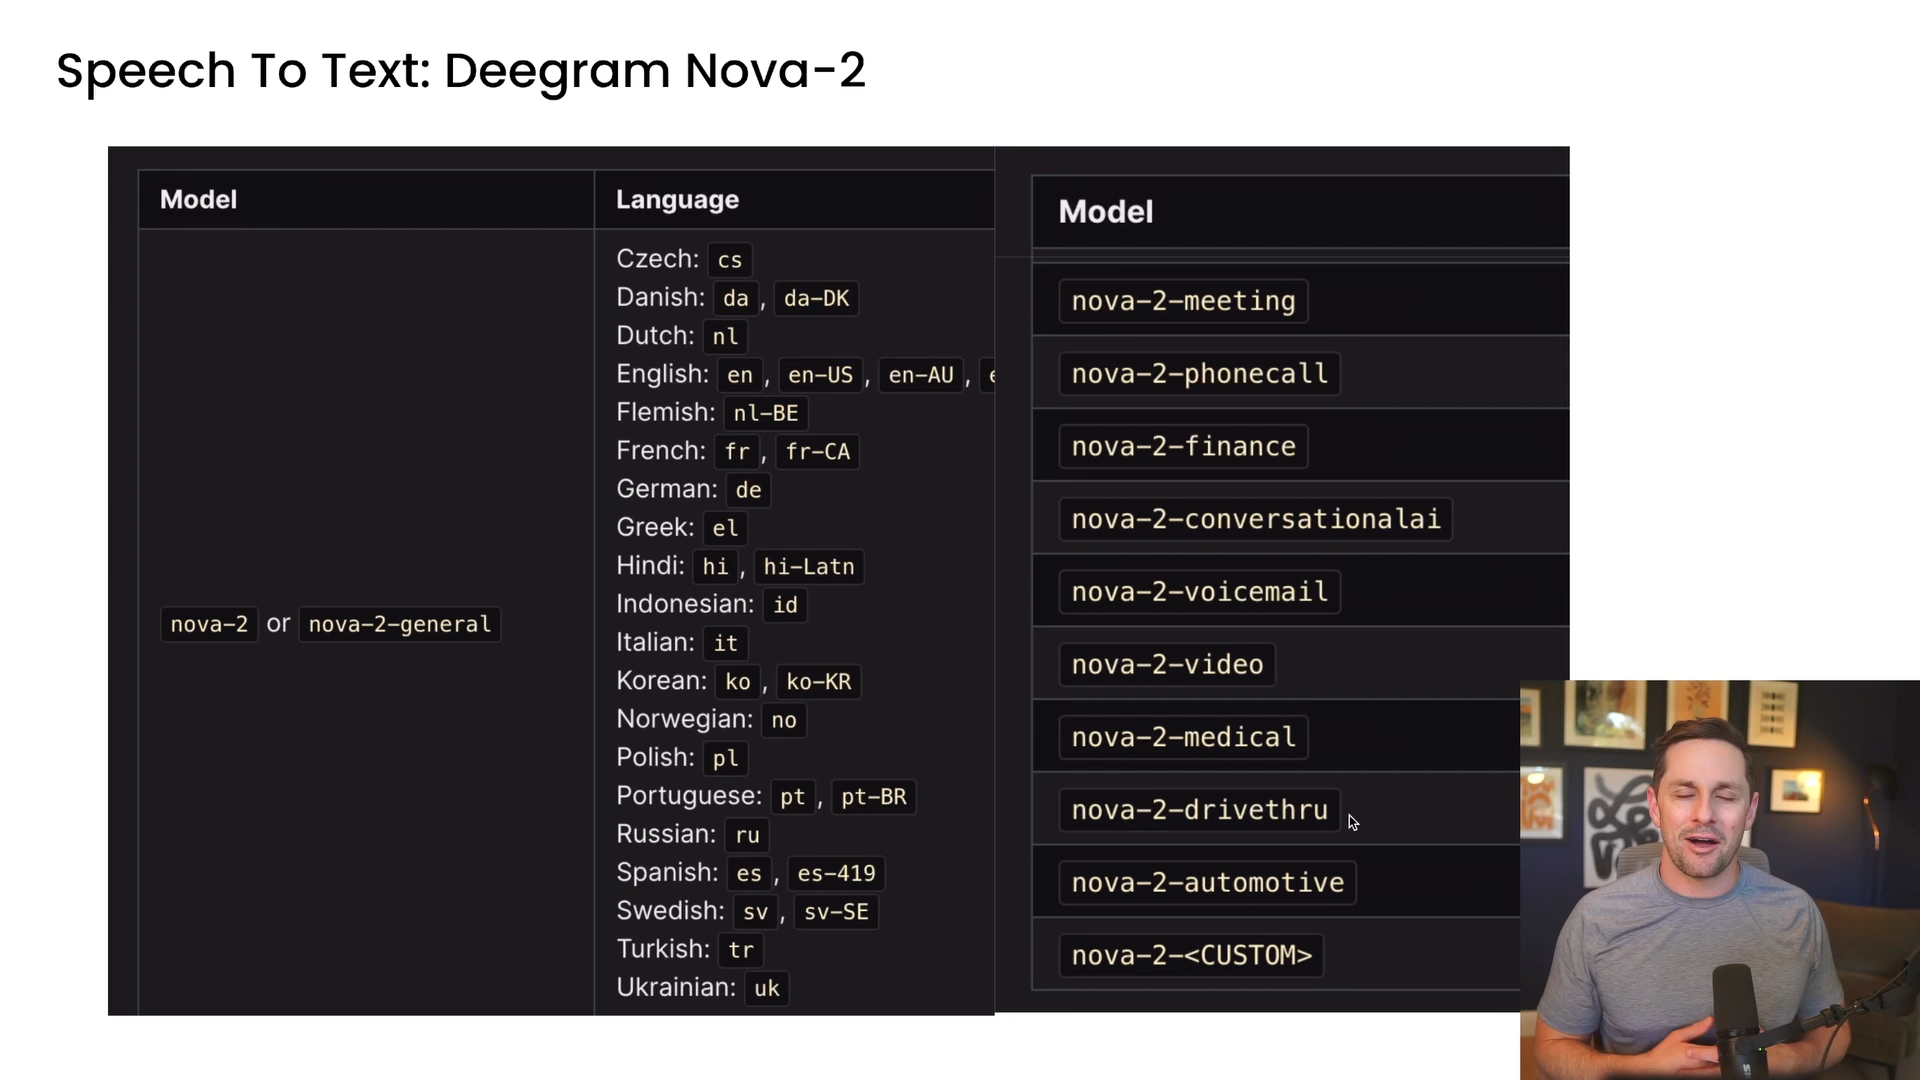 Speech To Text: Deegram Nova-2
Model
Language
nova-2 or nova-2-general
Czech: cs
Danish: da, da-DK
Dutch: nl
English: en, en-US, en-AU,
Flemish: nl-BE
French: fr, fr-CA
German: de
Greek: el
Hindi: hi, hi-Latn
Indonesian: id
Italian: it
Korean: ko, ko-KR
Norwegian: no
Polish: pl
Portuguese: pt, pt-BR
Russian: ru
Spanish: es, es-419
Swedish: sv, sv-SE
Turkish: tr
Ukrainian: uk
Model
nova-2-meeting
nova-2-phonecall
nova-2-finance
nova-2-conversationalai
nova-2-voicemail
nova-2-video
nova-2-medical
nova-2-drivethru
nova-2-automotive
nova-2-<CUSTOM>